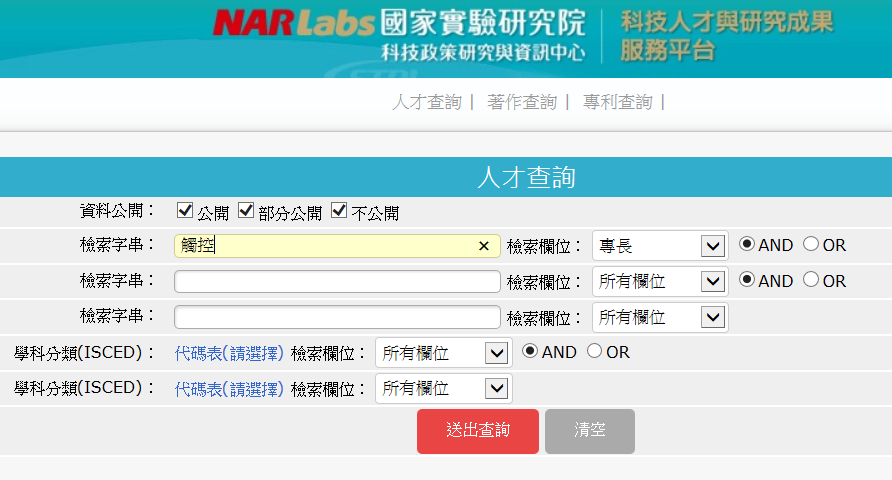 NARLabs 國家實驗研究院
科技政策研究與資訊中心
科技人才與研究成果
服務平台
STPI
人才查詢 | 著作查詢 | 專利查詢 |
人才查詢
資料公開： 公開 部分公開 不公開
檢索字串： 觸控 × 檢索欄位： 專長 AND OR
檢索字串： 檢索欄位： 所有欄位 AND OR
檢索字串： 檢索欄位： 所有欄位
學科分類(ISCED)： 代碼表(請選擇) 檢索欄位： 所有欄位 AND OR
學科分類(ISCED)： 代碼表(請選擇) 檢索欄位： 所有欄位
送出查詢 清空